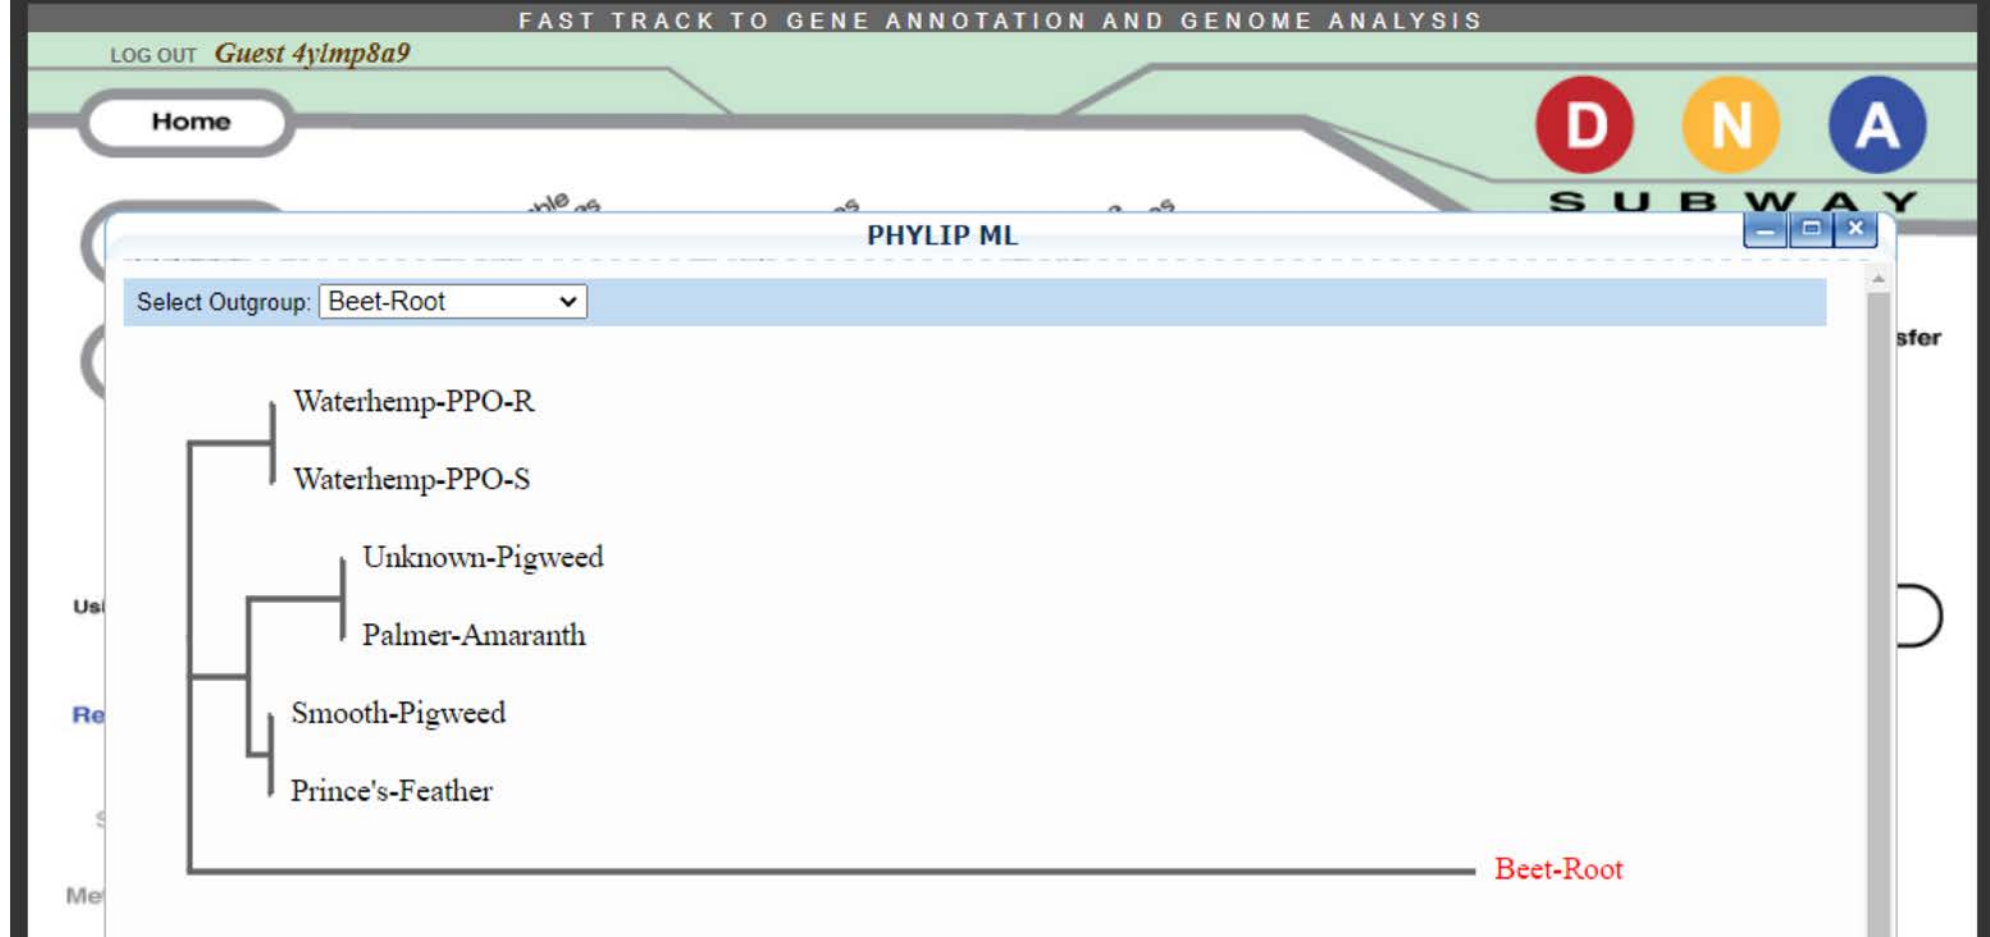 FAST TRACK TO GENE ANNOTATION AND GENOME ANALYSIS
LOG OUT Guest 4ylmp8a9
Home
D N A
SUBWAY
PHYLIP ML
Select Outgroup: Beet-Root
Waterhemp-PPO-R
Waterhemp-PPO-S
Unknown-Pigweed
Palmer-Amaranth
Smooth-Pigweed
Prince's-Feather
Beet-Root